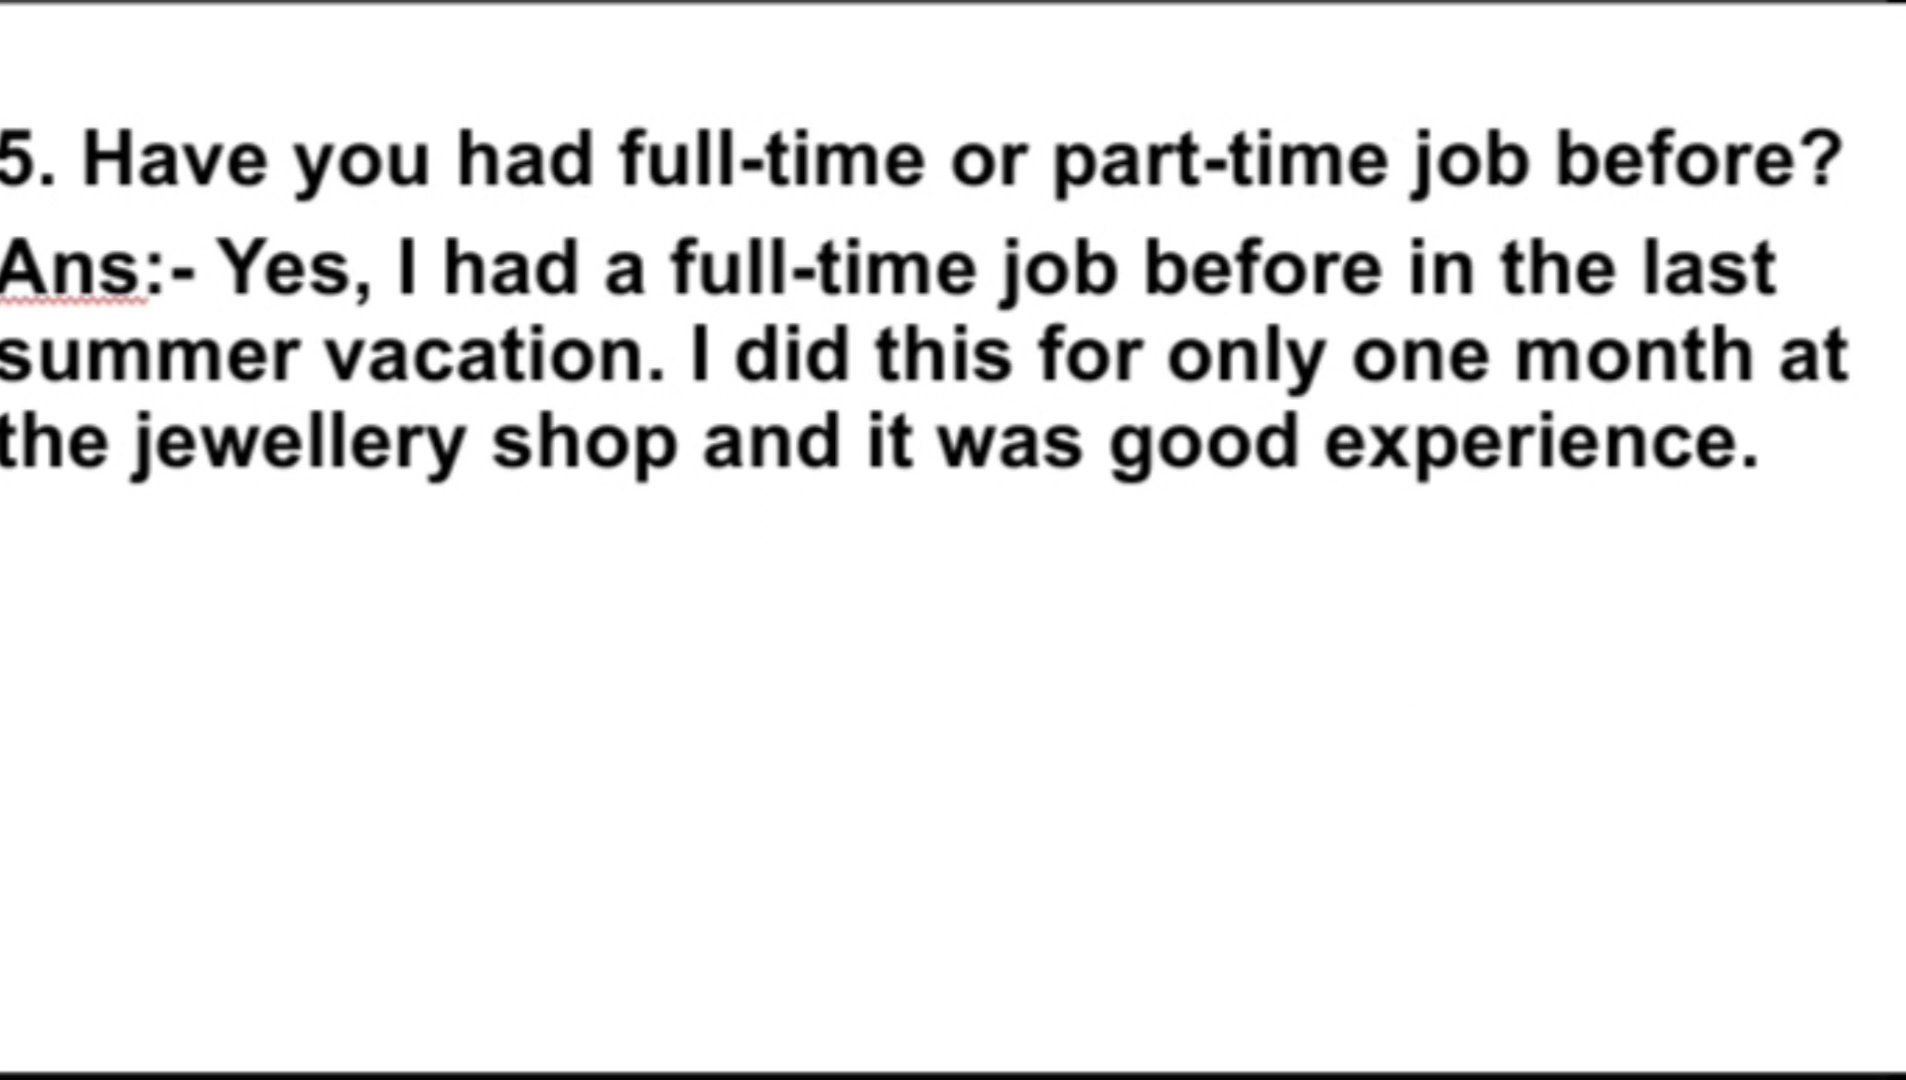 5. Have you had full-time or part-time job before?
Ans:- Yes, I had a full-time job before in the last
summer vacation. I did this for only one month at
the jewellery shop and it was good experience.